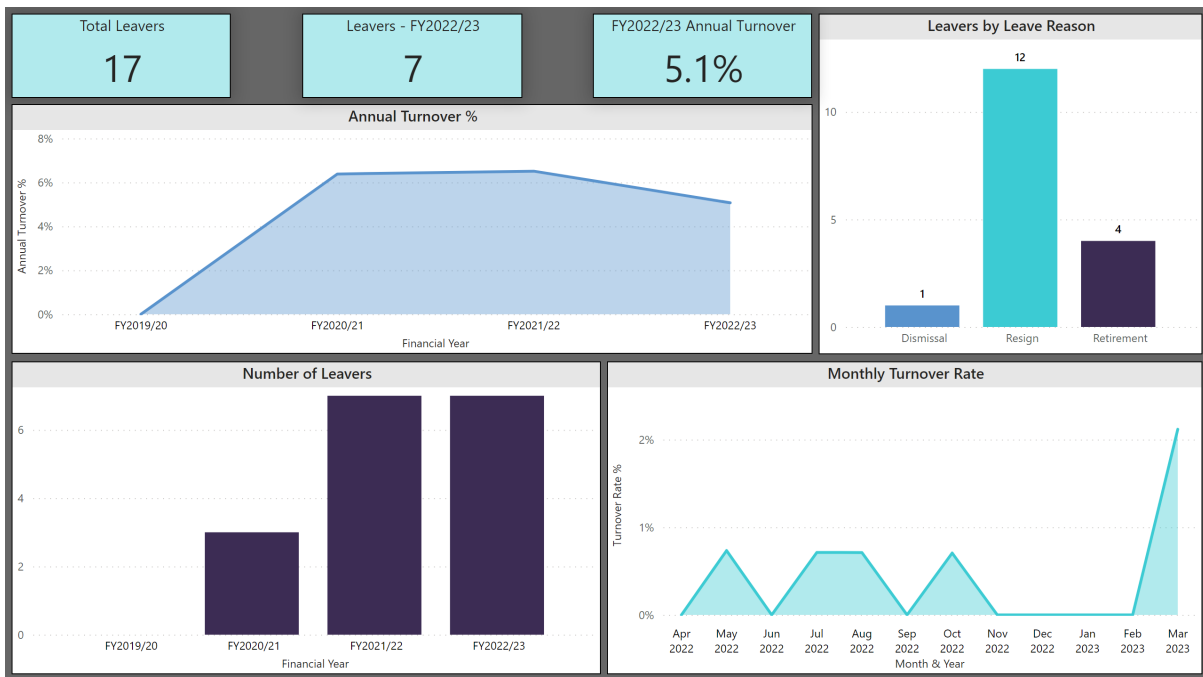 Total Leavers
17
Leavers - FY2022/23
7
FY2022/23 Annual Turnover
5.1%
Leavers by Leave Reason
12
10
5
4
1
0
Dismissal
Resign
Retirement
Annual Turnover %
8%
6%
4%
2%
0%
Annual Turnover %
FY2019/20
FY2020/21
FY2021/22
FY2022/23
Financial Year
Number of Leavers
6
4
2
0
FY2019/20
FY2020/21
FY2021/22
FY2022/23
Financial Year
Monthly Turnover Rate
2%
1%
0%
Turnover Rate %
Apr
2022
May
2022
Jun
2022
Jul
2022
Aug
2022
Sep
2022
Oct
2022
Nov
2022
Dec
2022
Jan
2023
Feb
2023
Mar
2023
Month & Year